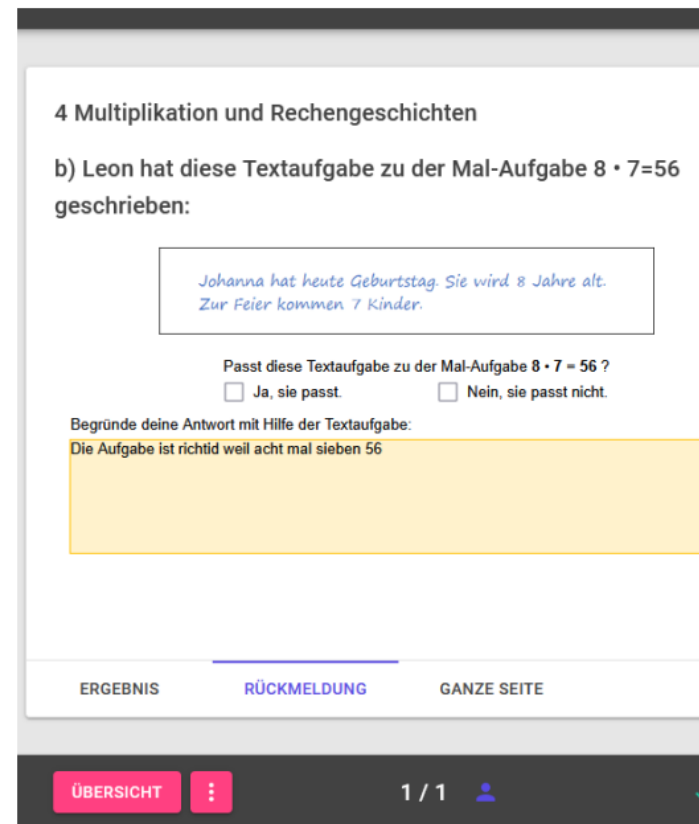 4 Multiplikation und Rechengeschichten
b) Leon hat diese Textaufgabe zu der Mal-Aufgabe 8 • 7=56
geschrieben:
Johanna hat heute Geburtstag. Sie wird 8 Jahre alt.
Zur Feier kommen 7 Kinder.
Passt diese Textaufgabe zu der Mal-Aufgabe 8 • 7 = 56 ?
Ja, sie passt. Nein, sie passt nicht.
Begründe deine Antwort mit Hilfe der Textaufgabe:
Die Aufgabe ist richtid weil acht mal sieben 56
ERGEBNIS RÜCKMELDUNG GANZE SEITE
ÜBERSICHT 1 / 1